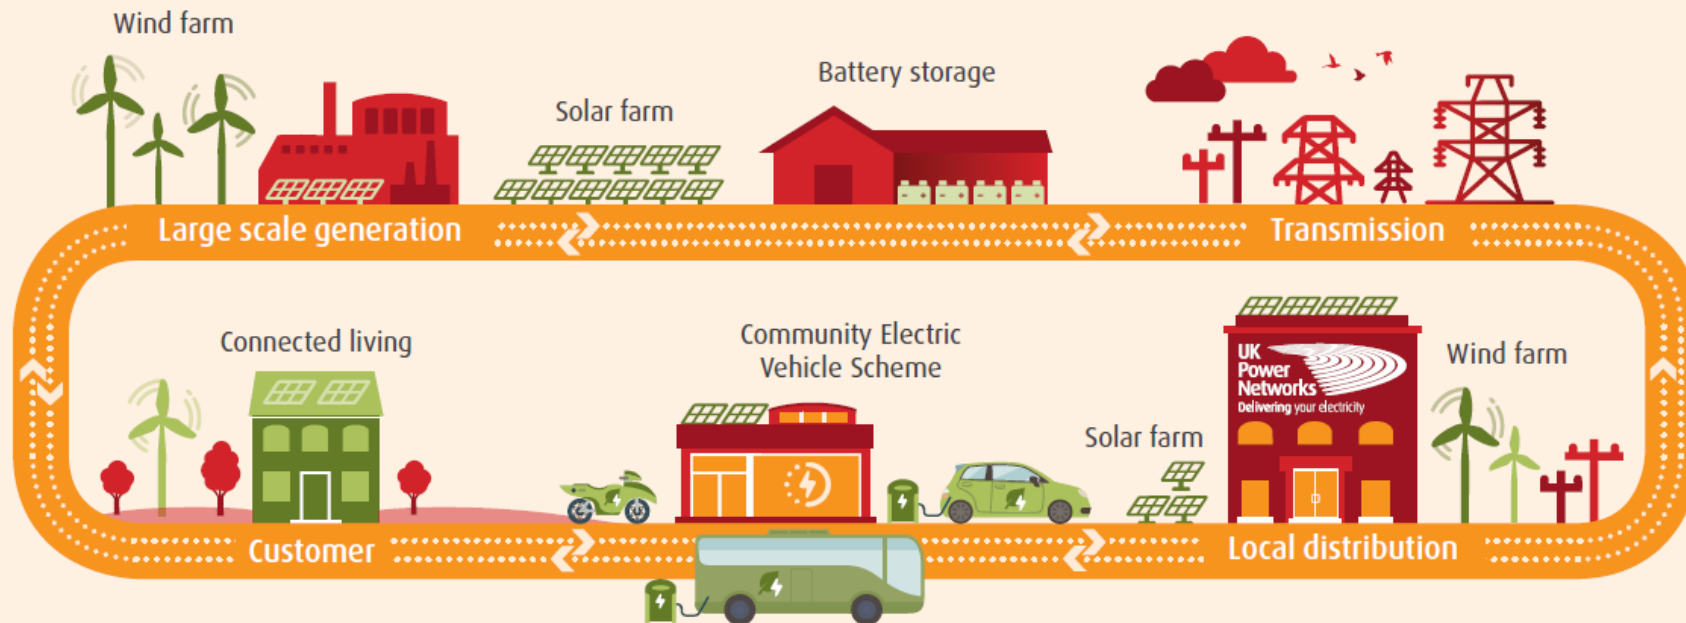 Wind farm
Solar farm
Battery storage
Large scale generation
Transmission
Connected living
Community Electric
Vehicle Scheme
Solar farm
UK
Power
Networks
Delivering your electricity
Wind farm
Customer
Local distribution